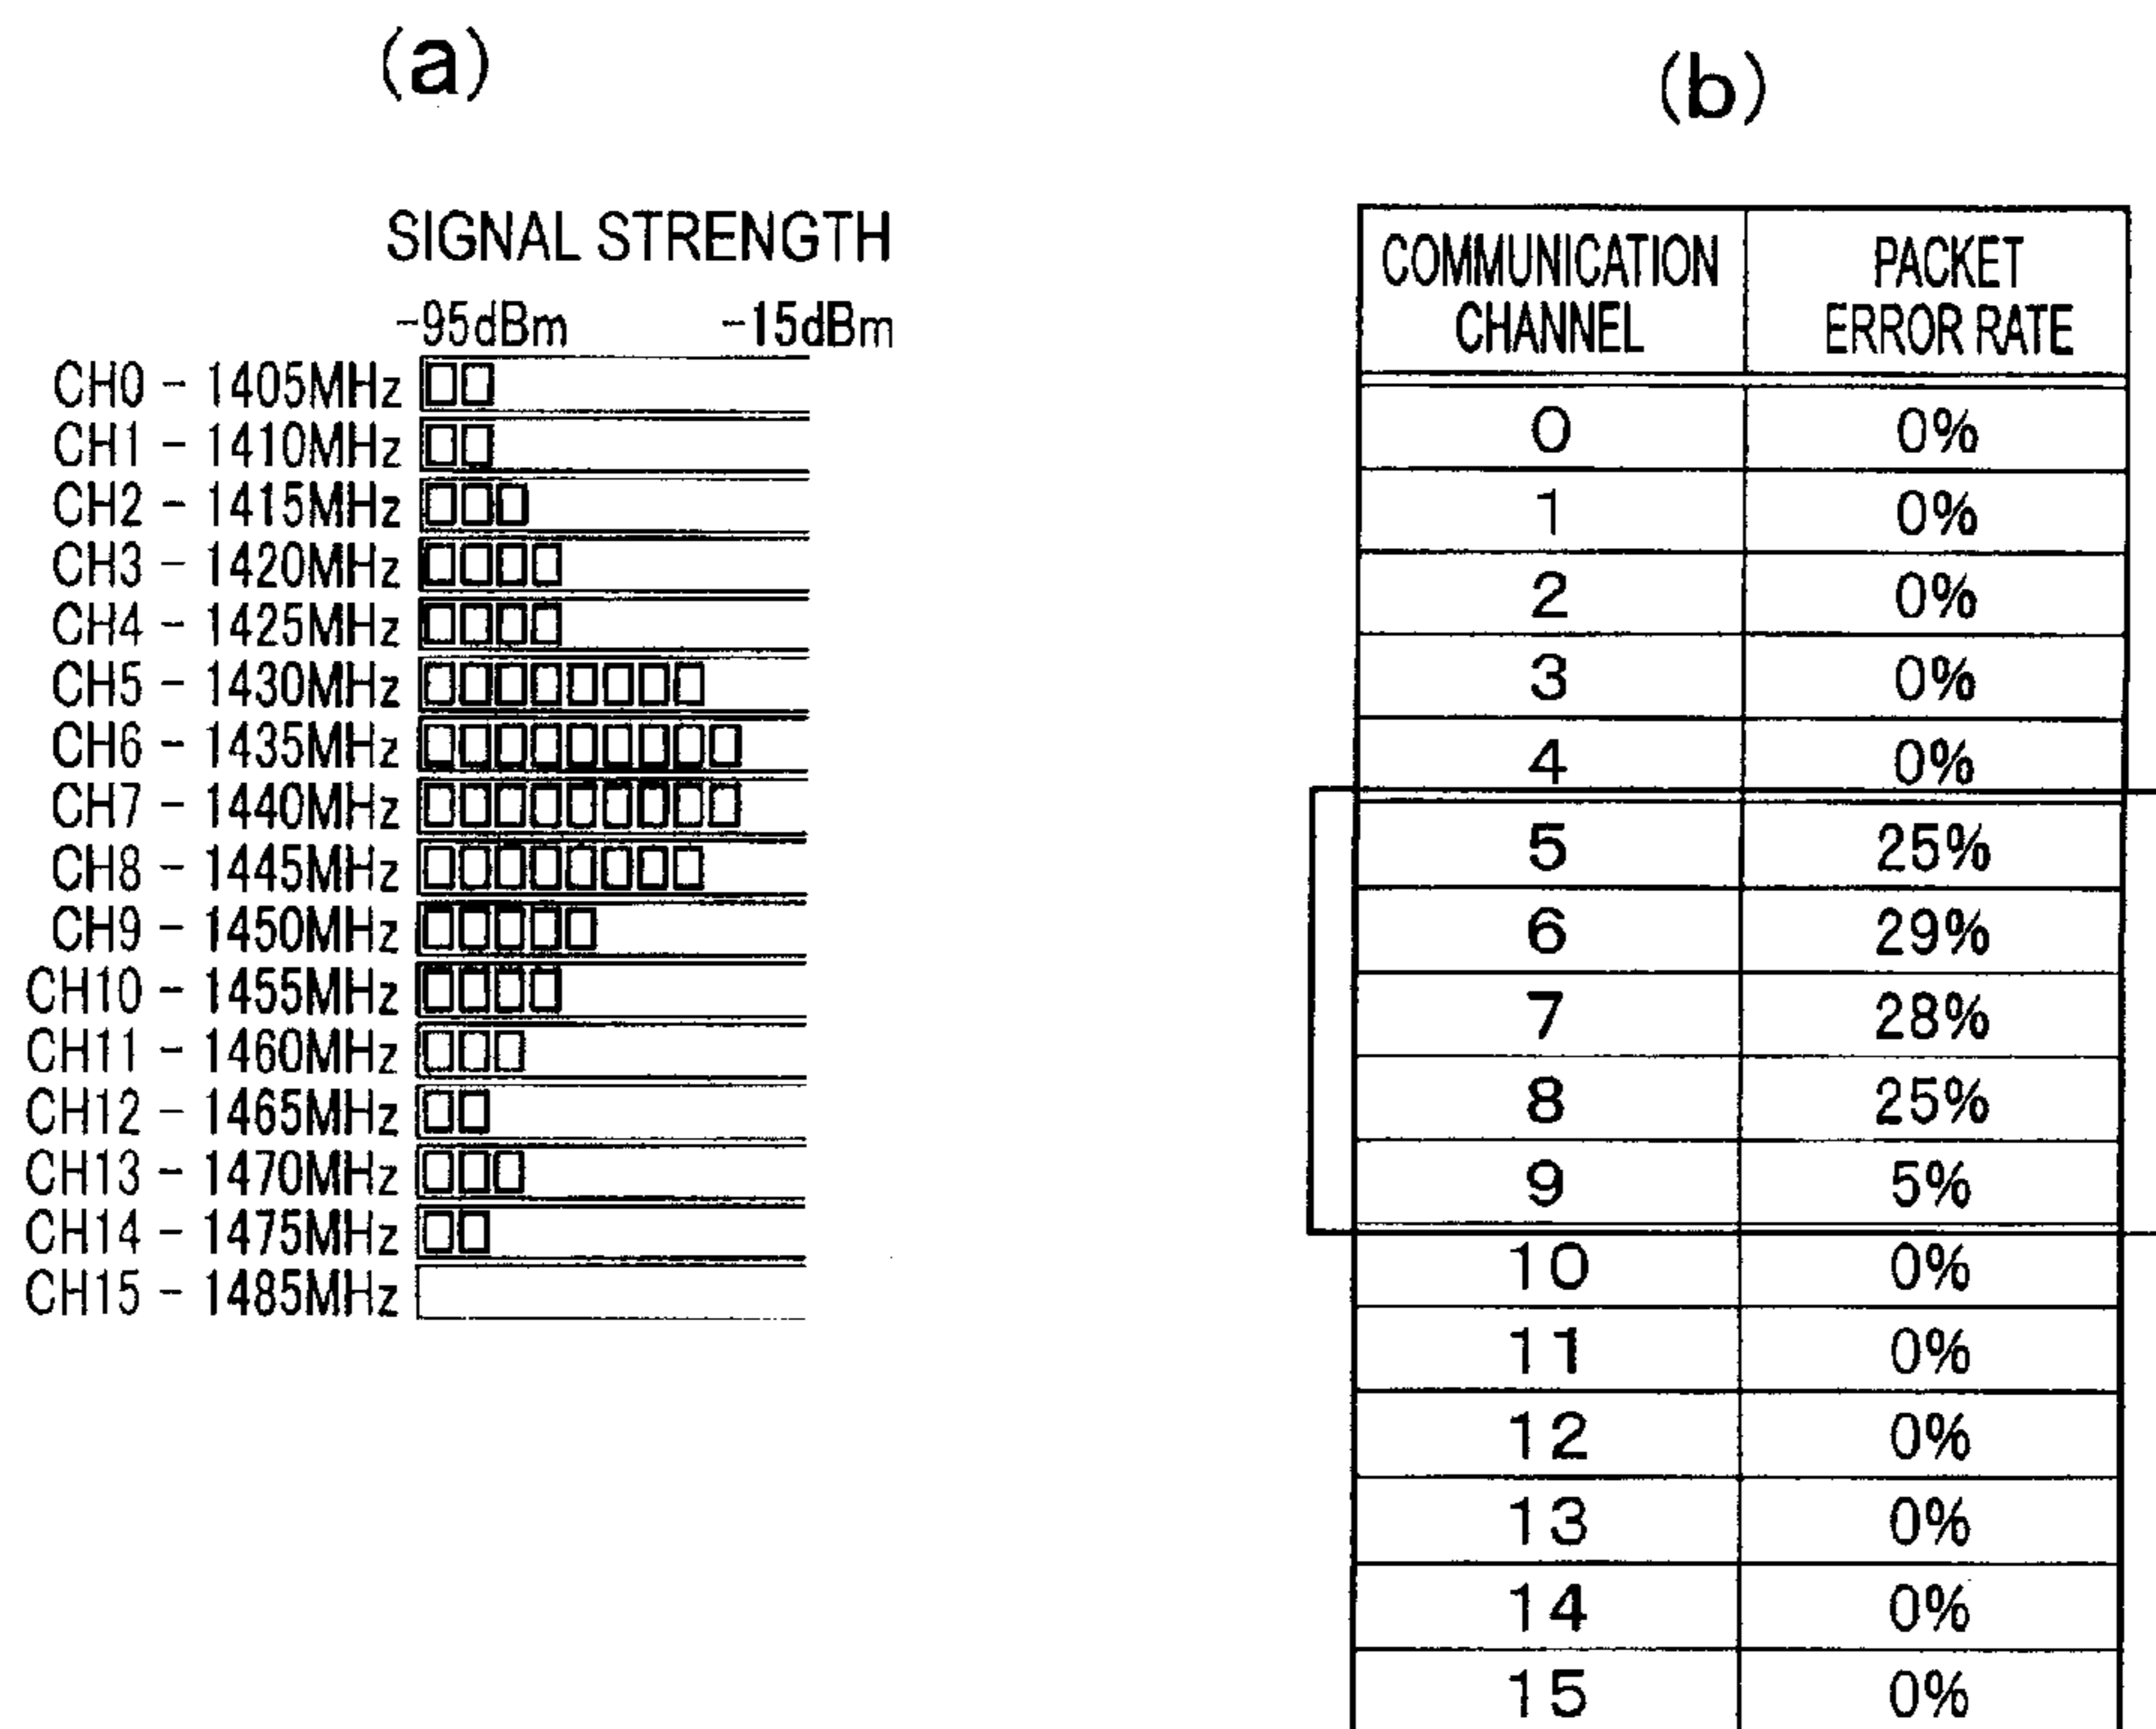 (a)
SIGNAL STRENGTH
-95dBm -15dBm
CH0 - 1405MHz
CH1 - 1410MHz
CH2 - 1415MHz
CH3 - 1420MHz
CH4 - 1425MHz
CH5 - 1430MHz
CH6 - 1435MHz
CH7 - 1440MHz
CH8 - 1445MHz
CH9 - 1450MHz
CH10 - 1455MHz
CH11 - 1460MHz
CH12 - 1465MHz
CH13 - 1470MHz
CH14 - 1475MHz
CH15 - 1485MHz
(b)
COMMUNICATION CHANNEL PACKET ERROR RATE
0 0%
1 0%
2 0%
3 0%
4 0%
5 25%
6 29%
7 28%
8 25%
9 5%
10 0%
11 0%
12 0%
13 0%
14 0%
15 0%